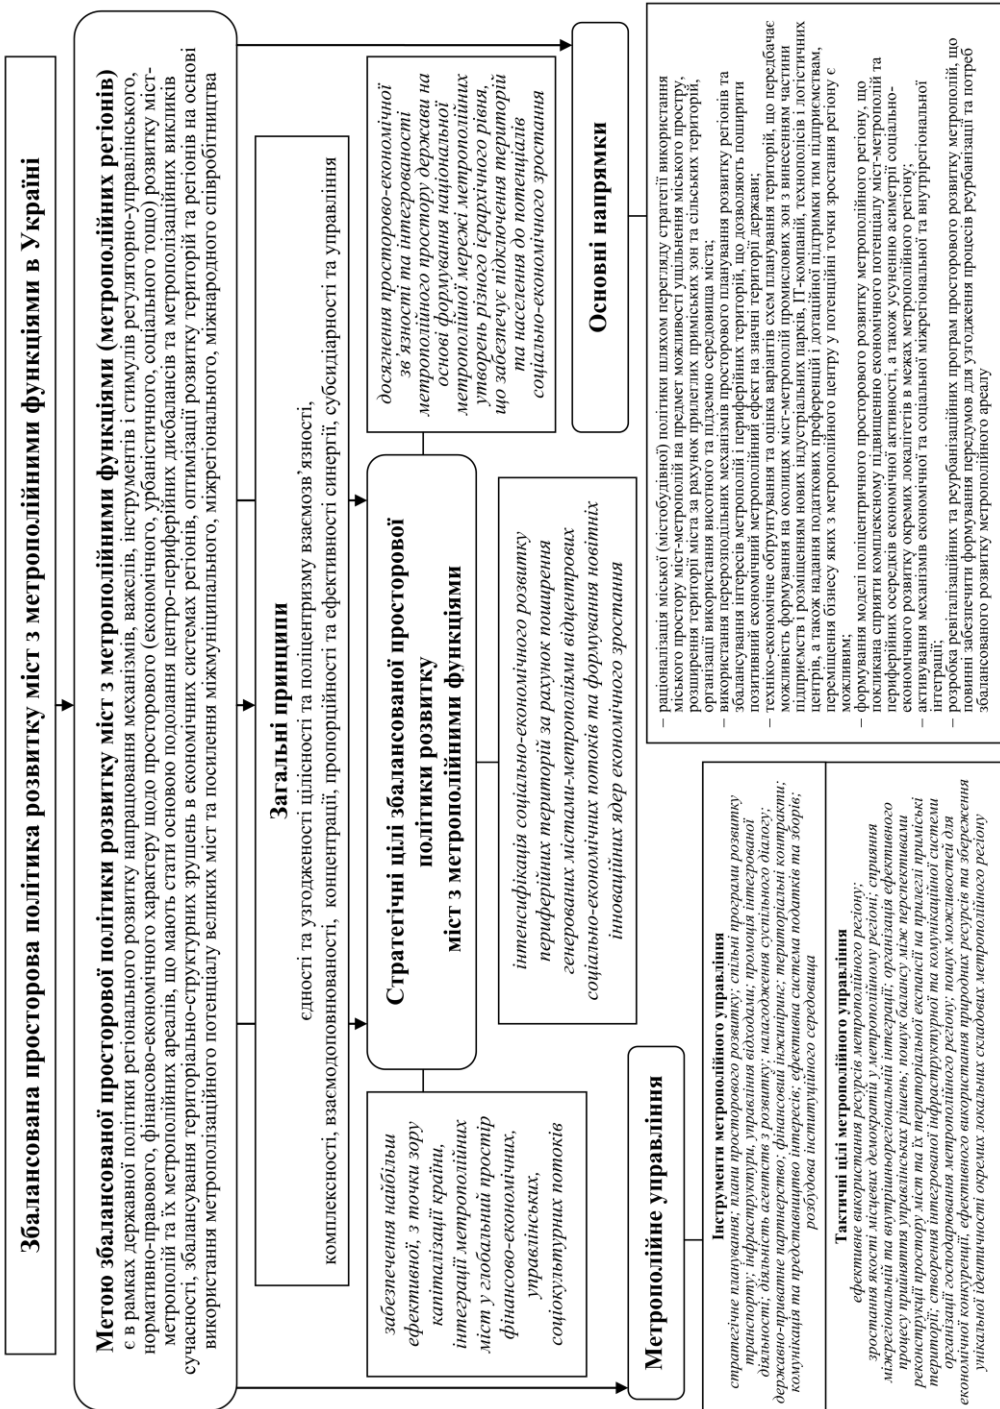 Збалансована просторова політика розвитку міст з метрополійними функціями в Україні
Метою збалансованої просторової політики розвитку міст з метрополійними функціями (метрополійних регіонів)
є в рамках державної політики регіонального розвитку напрацювання механізмів, важелів, інструментів і стимулів регуляторно-управлінського,
нормативно-правового, фінансово-економічного характеру щодо просторового (економічного, урбаністичного, соціального тощо) розвитку міст-
метрополій та їх метрополійних ареалів, що мають стати основою подолання центро-периферійних дисбалансів та метрополізаційних викликів
сучасності, збалансування територіально-структурних зрушень в економічних системах регіонів, оптимізації розвитку територій та регіонів на основі
використання метрополізаційного потенціалу великих міст та посилення міжмуніципального, міжрегіонального, міжнародного співробітництва
Загальні принципи
єдності та узгодженості цілісності та поліцентризму взаємозв’язності,
комплексності, взаємодоповнюваності, концентрації, пропорційності та ефективності синергії, субсидіарності та управління
забезпечення найбільш
ефективної, з точки зору
капіталізації країни,
інтеграції метрополійних
міст у глобальний простір
фінансово-економічних,
управлінських,
соціокультурних потоків
Стратегічні цілі збалансованої просторової
політики розвитку
міст з метрополійними функціями
досягнення просторово-економічної
зв’язності та інтегрованості
метрополійного простору держави на
основі формування національної
метрополійної мережі метрополійних
утворень різного ієрархічного рівня,
що забезпечує підключення територій
та населення до потенціалів
соціально-економічного зростання
інтенсифікація соціально-економічного розвитку
периферійних територій за рахунок поширення
генерованих містами-метрополіями відцентрових
соціально-економічних потоків та формування новітніх
інноваційних ядер економічного зростання
Метрополійне управління
Інструменти метрополійного управління
стратегічне планування; плани просторового розвитку; спільні програми розвитку
транспорту; інфраструктури, управління відходами; промоція інтегрованої
діяльності; діяльність агентств з розвитку; налагодження суспільного діалогу;
державно-приватне партнерство; фінансовий інжиніринг; територіальні контракти;
комунікація та представництво інтересів; ефективна система податків та зборів;
розбудова інституційного середовища
Тактичні цілі метрополійного управління
ефективне використання ресурсів метрополійного регіону;
зростання якості місцевих демократій у метрополійному регіоні; сприяння
міжрегіональній та внутрішньорегіональній інтеграції; організація ефективного
процесу прийняття управлінських рішень; пошук балансу між перспективами
реконструкції простору міст та їх територіальної експансії на прилеглі приміські
території; створення інтегрованої інфраструктурної та комунікаційної системи
організації господарювання метрополійного регіону; пошук можливостей для
економічної конкуренції, ефективного використання природних ресурсів та збереження
унікальної ідентичності окремих локальних складових метрополійного регіону
Основні напрямки
– раціоналізація міської (містобудівної) політики шляхом перегляду стратегії використання
міського простору міст-метрополій на предмет можливості ущільнення міського простру,
розширення території міста за рахунок прилеглих приміських зон та сільських територій,
організації використання висотного та підземно середовища міста;
– використання перерозподільних механізмів просторового планування розвитку регіонів та
збалансування інтересів метрополій і периферійних територій, що дозволяють поширити
позитивний економічний метрополійний ефект на значні території держави;
– техніко-економічне обґрунтування та оцінка варіантів схем планування територій, що передбачає
можливість формування на околицях міст-метрополій промислових зон з винесенням частини
підприємств і розміщенням нових індустріальних парків, ІТ-компаній, технополісів і логістичних
центрів, а також надання податкових преференцій і дотаційної підтримки тим підприємствам,
переміщення бізнесу яких з метрополійного центру у потенційні точки зростання регіону є
можливим;
– формування моделі поліцентричного просторового розвитку метрополійного регіону, що
покликана сприяти комплексному підвищенню економічного потенціалу міст-метрополій та
периферійних осередків економічної активності, а також усуненню асиметрії соціально-
економічного розвитку окремих локалітетів в межах метрополійного регіону;
– активування механізмів економічної та соціальної міжрегіональної та внутрірегіональної
інтеграції;
– розробка ревіталізаційних та реурбанізаційних програм просторового розвитку метрополій, що
повинні забезпечити формування передумов для узгодження процесів реурбанізації та потреб
збалансованого розвитку метрополійного ареалу